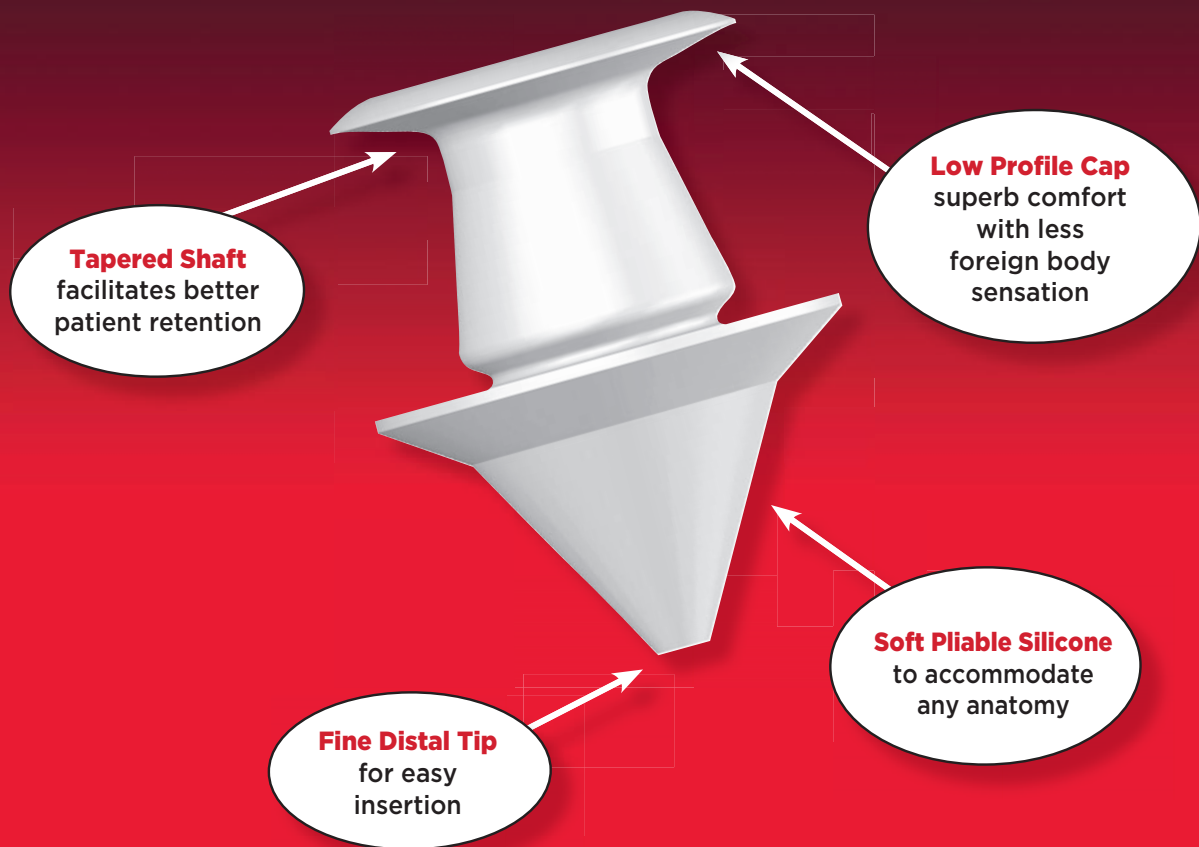 Low Profile Cap
superb comfort
with less
foreign body
sensation
Tapered Shaft
facilitates better
patient retention
Soft Pliable Silicone
to accommodate
any anatomy
Fine Distal Tip
for easy
insertion